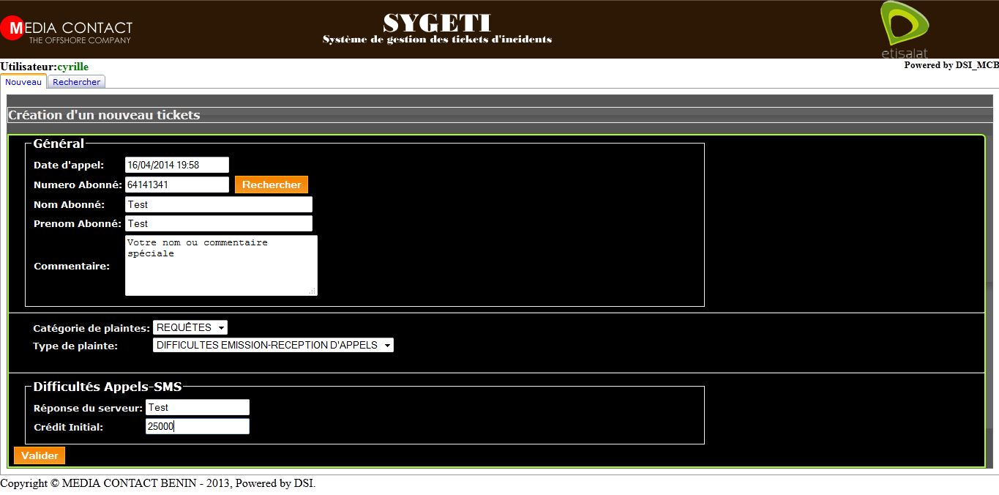 MEDIA CONTACT
THE OFFSHORE COMPANY
SYGETI
Système de gestion des tickets d'incidents
etisalat
Utilisateur:cyrille
Powered by DSI_MCB
Nouveau Rechercher
Création d'un nouveau tickets
Général
Date d'appel: 16/04/2014 19:58
Numero Abonné: 64141341 Rechercher
Nom Abonné: Test
Prenom Abonné: Test
Votre nom ou commentaire
spéciale
Commentaire:
Catégorie de plaintes: REQUÊTES
Type de plainte: DIFFICULTES EMISSION-RECEPTION D'APPELS
Difficultés Appels-SMS
Réponse du serveur: Test
Crédit Initial: 25000
Valider
Copyright © MEDIA CONTACT BENIN - 2013, Powered by DSI.